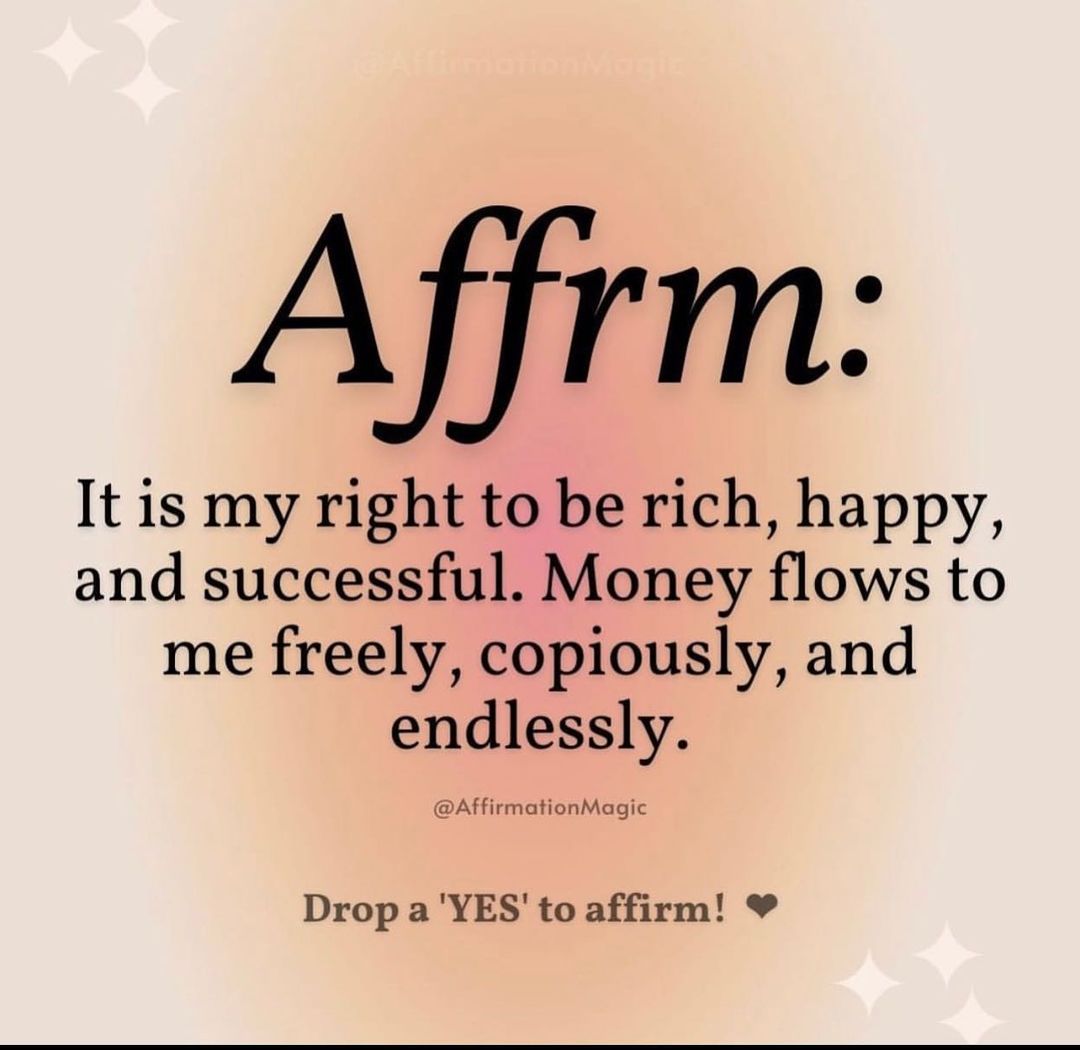 @AffirmationMagic
Affrm:
It is my right to be rich, happy,
and successful. Money flows to
me freely, copiously, and
endlessly.
@AffirmationMagic
Drop a 'YES' to affirm! ❤